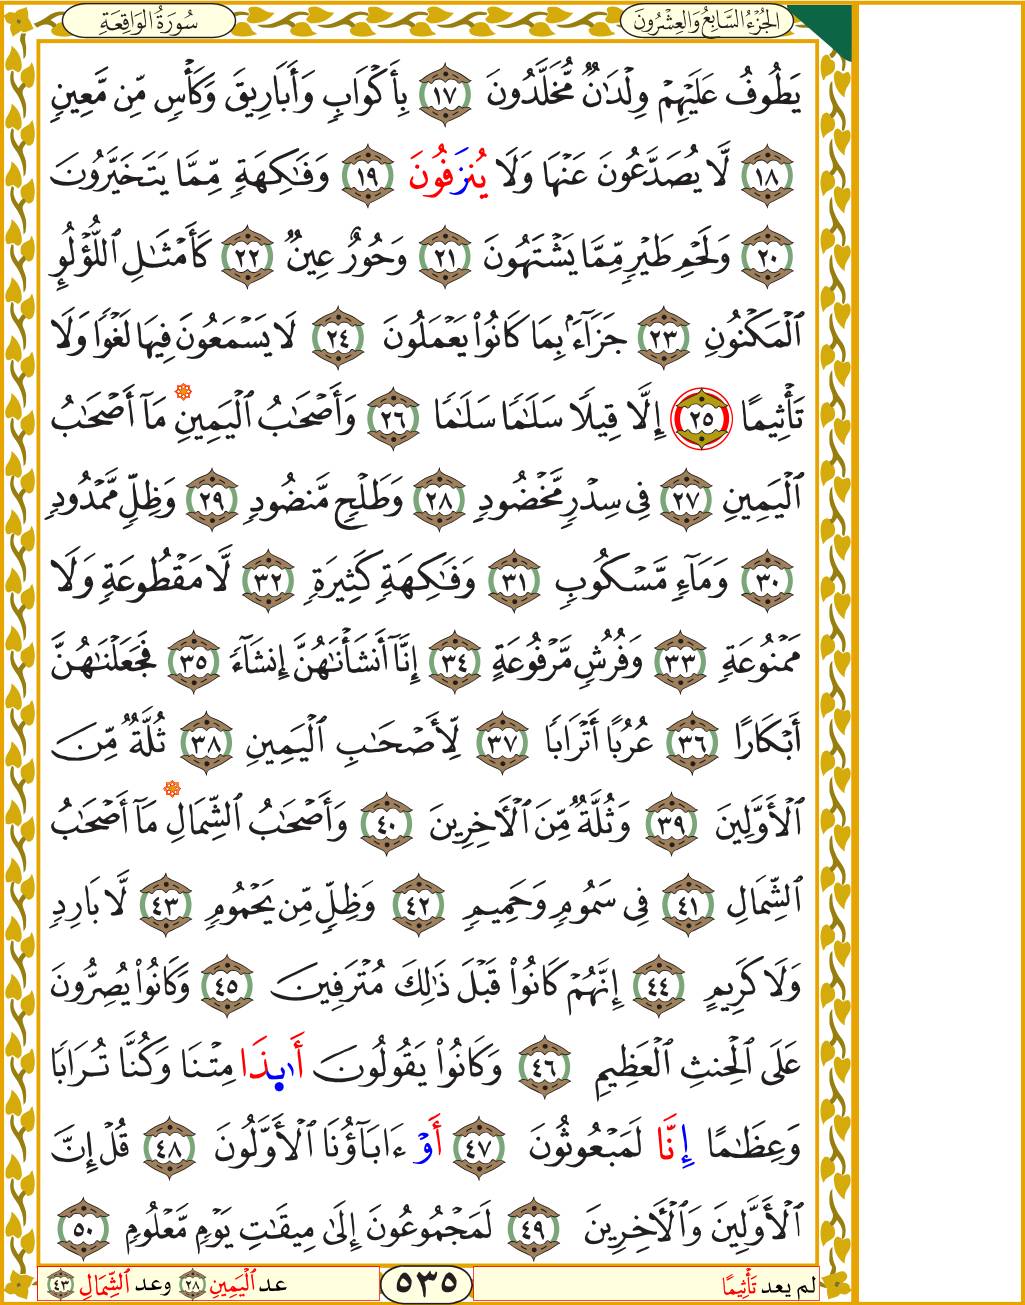 الجُزْءُ السَّابِعُ وَالعِشْرُونَ
سُورَةُ الوَاقِعَةِ
يَطُوفُ عَلَيْهِمْ وِلْدَٰنٌ مُّخَلَّدُونَ ١٧ بِأَكْوَابٍ وَأَبَارِيقَ وَكَأْسٍ مِّن مَّعِينٍ
١٨ لَّا يُصَدَّعُونَ عَنْهَا وَلَا يُنزَفُونَ ١٩ وَفَٰكِهَةٍ مِّمَّا يَتَخَيَّرُونَ
٢٠ وَلَحْمِ طَيْرٍ مِّمَّا يَشْتَهُونَ ٢١ وَحُورٌ عِينٌ ٢٢ كَأَمْثَٰلِ ٱللُّؤْلُوِٕ
ٱلْمَكْنُونِ ٢٣ جَزَآءَۢ بِمَا كَانُوا۟ يَعْمَلُونَ ٢٤ لَا يَسْمَعُونَ فِيهَا لَغْوًا وَلَا
تَأْثِيمًا ٢٥ إِلَّا قِيلًا سَلَٰمًا سَلَٰمًا ٢٦ وَأَصْحَٰبُ ٱلْيَمِينِ مَآ أَصْحَٰبُ
ٱلْيَمِينِ ٢٧ فِى سِدْرٍ مَّخْضُودٍ ٢٨ وَطَلْحٍ مَّنضُودٍ ٢٩ وَظِلٍّ مَّمْدُودٍ
٣٠ وَمَآءٍ مَّسْكُوبٍ ٣١ وَفَٰكِهَةٍ كَثِيرَةٍ ٣٢ لَّا مَقْطُوعَةٍ وَلَا
مَمْنُوعَةٍ ٣٣ وَفُرُشٍ مَّرْفُوعَةٍ ٣٤ إِنَّآ أَنشَأْنَٰهُنَّ إِنشَآءً ٣٥ فَجَعَلْنَٰهُنَّ
أَبْكَارًا ٣٦ عُرُبًا أَتْرَابًا ٣٧ لِّأَصْحَٰبِ ٱلْيَمِينِ ٣٨ ثُلَّةٌ مِّنَ
ٱلْأَوَّلِينَ ٣٩ وَثُلَّةٌ مِّنَ ٱلْأَخِرِينَ ٤٠ وَأَصْحَٰبُ ٱلشِّمَالِ مَآ أَصْحَٰبُ
ٱلشِّمَالِ ٤١ فِى سَمُومٍ وَحَمِيمٍ ٤٢ وَظِلٍّ مِّن يَحْمُومٍ ٤٣ لَّا بَارِدٍ
وَلَا كَرِيمٍ ٤٤ إِنَّهُمْ كَانُوا۟ قَبْلَ ذَٰلِكَ مُتْرَفِينَ ٤٥ وَكَانُوا۟ يُصِرُّونَ
عَلَى ٱلْحِنثِ ٱلْعَظِيمِ ٤٦ وَكَانُوا۟ يَقُولُونَ أَاٜىِٕذَا مِتْنَا وَكُنَّا تُرَابًا
وَعِظَٰمًا إِنَّا لَمَبْعُوثُونَ ٤٧ أَوْ ءَابَآؤُنَا ٱلْأَوَّلُونَ ٤٨ قُلْ إِنَّ
ٱلْأَوَّلِينَ وَٱلْأَخِرِينَ ٤٩ لَمَجْمُوعُونَ إِلَىٰ مِيقَٰتِ يَوْمٍ مَّعْلُومٍ ٥٠
لم يعد تَأْثِيمًا
٥٣٥
عد ٱلْيَمِينِ ٢٨ وعد ٱلشِّمَالِ ٤٣